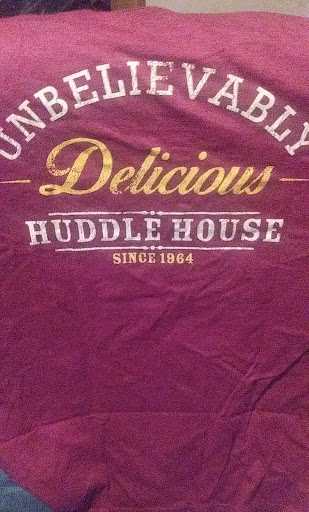 UNBELIEVABLY
Delicious
HUDDLE HOUSE
SINCE 1964